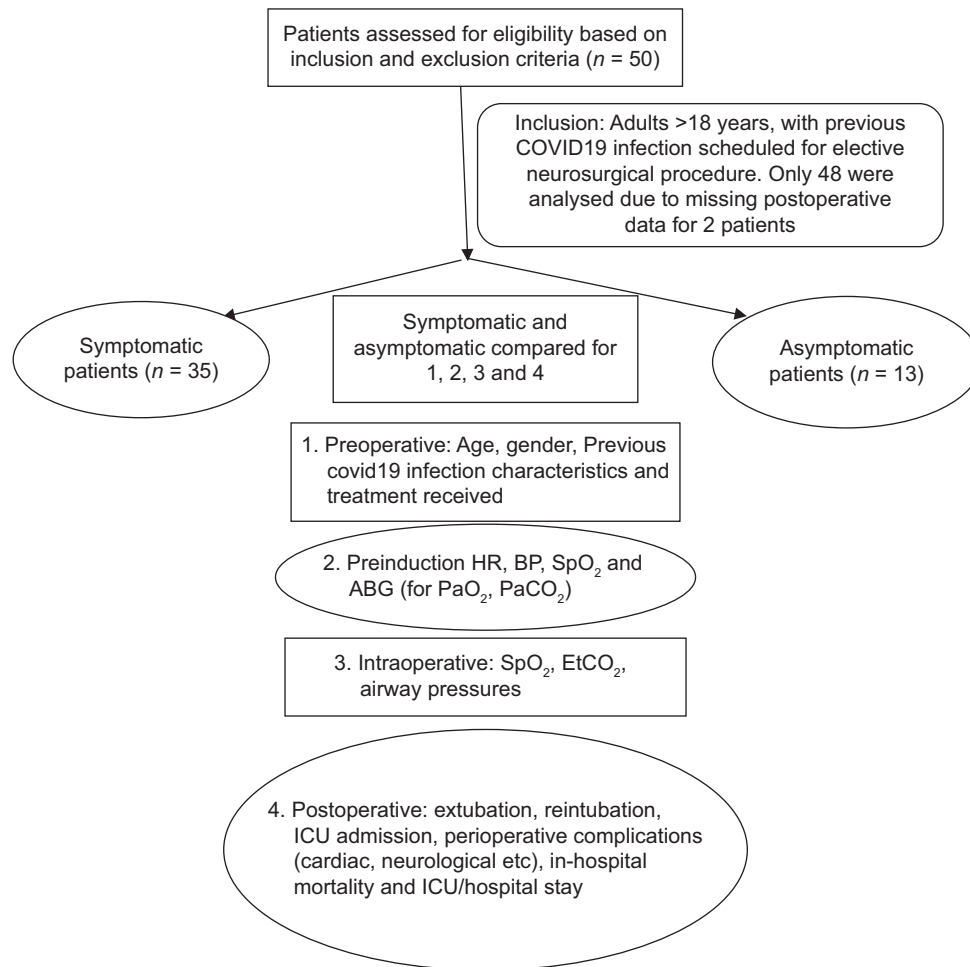 Patients assessed for eligibility based on
inclusion and exclusion criteria (n = 50)
Inclusion: Adults >18 years, with previous
COVID19 infection scheduled for elective
neurosurgical procedure. Only 48 were
analysed due to missing postoperative
data for 2 patients
Symptomatic
patients (n = 35)
Symptomatic and
asymptomatic compared for
1, 2, 3 and 4
Asymptomatic
patients (n = 13)
1. Preoperative: Age, gender, Previous
covid19 infection characteristics and
treatment received
2. Preinduction HR, BP, SpO₂ and
ABG (for PaO₂, PaCO₂)
3. Intraoperative: SpO₂, EtCO₂,
airway pressures
4. Postoperative: extubation, reintubation,
ICU admission, perioperative complications
(cardiac, neurological etc), in-hospital
mortality and ICU/hospital stay